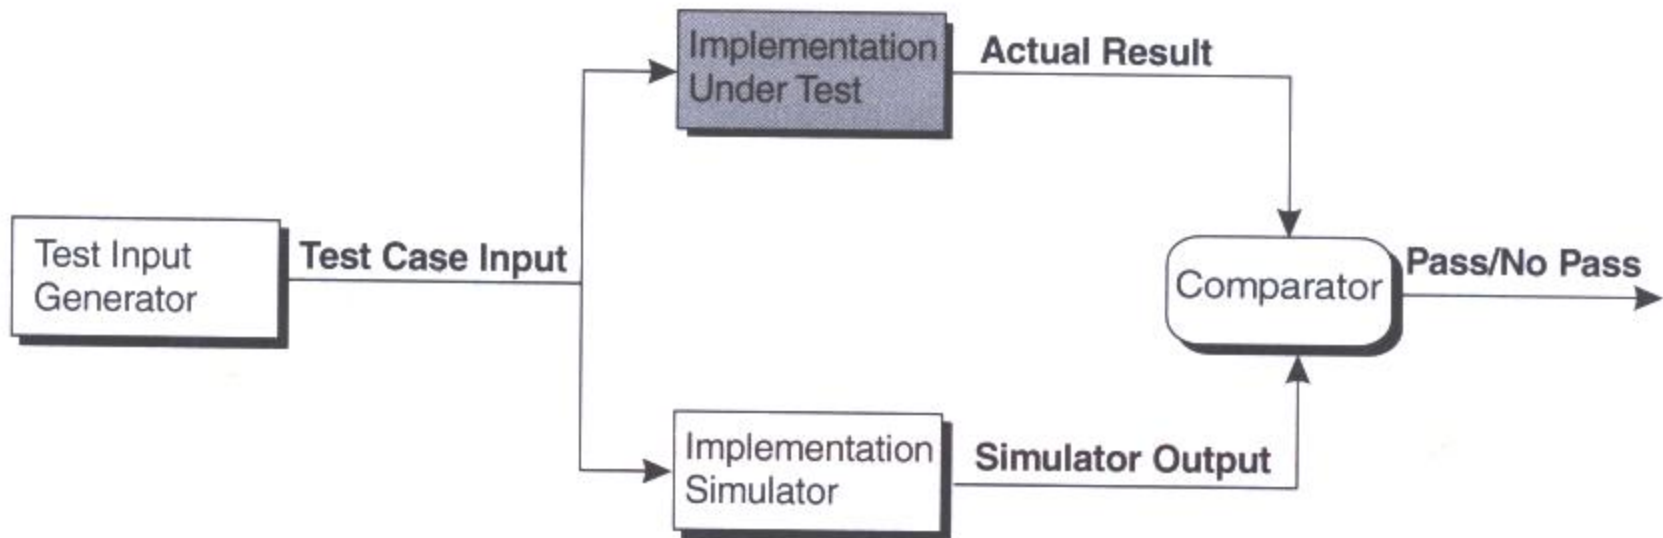 Implementation
Under Test
Actual Result
Test Input
Generator
Test Case Input
Comparator
Pass/No Pass
Implementation
Simulator
Simulator Output